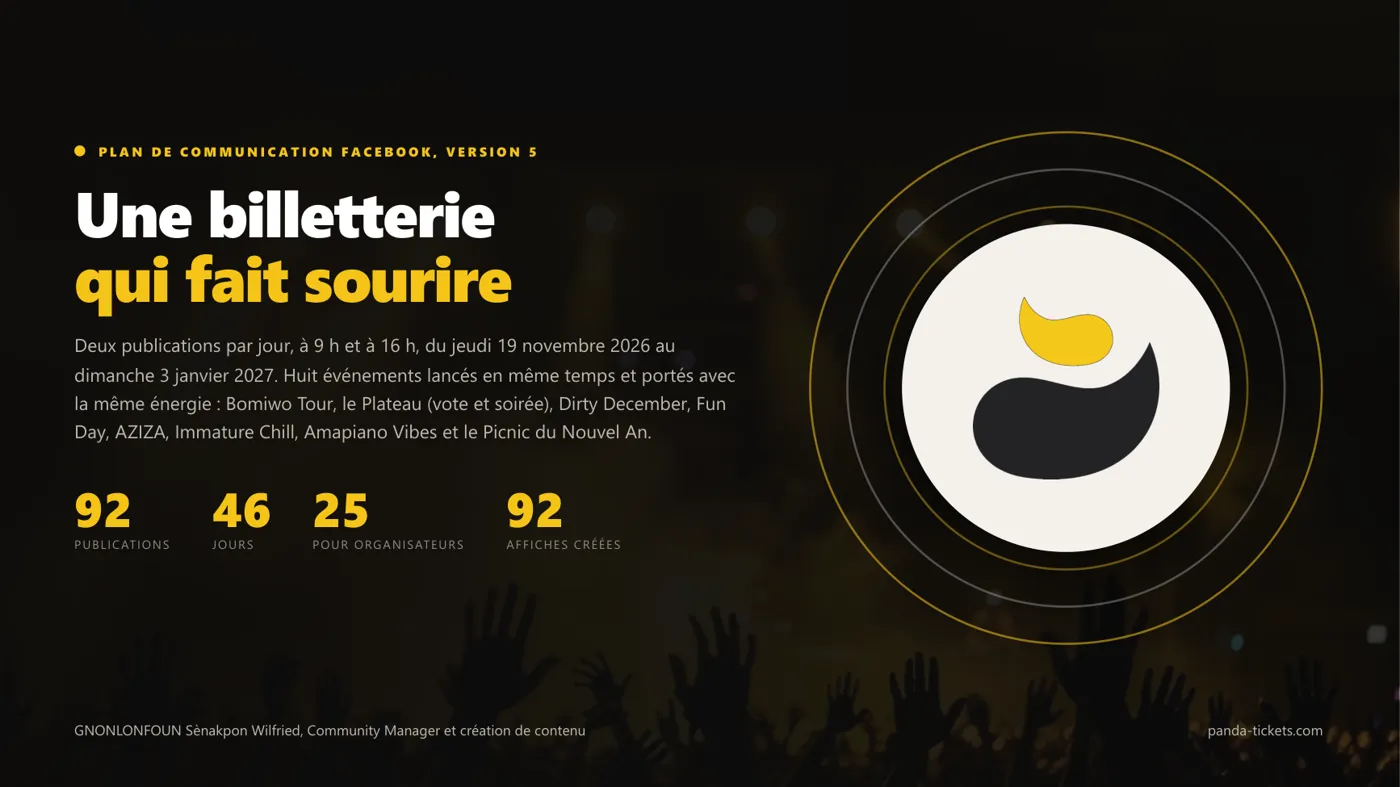 PLAN DE COMMUNICATION FACEBOOK, VERSION 5
Une billetterie
qui fait sourire
Deux publications par jour, à 9 h et à 16 h, du jeudi 19 novembre 2026 au
dimanche 3 janvier 2027. Huit événements lancés en même temps et portés avec
la même énergie : Bomiwo Tour, le Plateau (vote et soirée), Dirty December, Fun
Day, AZIZA, Immature Chill, Amapiano Vibes et le Picnic du Nouvel An.
92
PUBLICATIONS
46
JOURS
25
POUR ORGANISATEURS
92
AFFICHES CRÉÉES
GNONLONFOUN Sènakpon Wilfried, Community Manager et création de contenu
panda-tickets.com